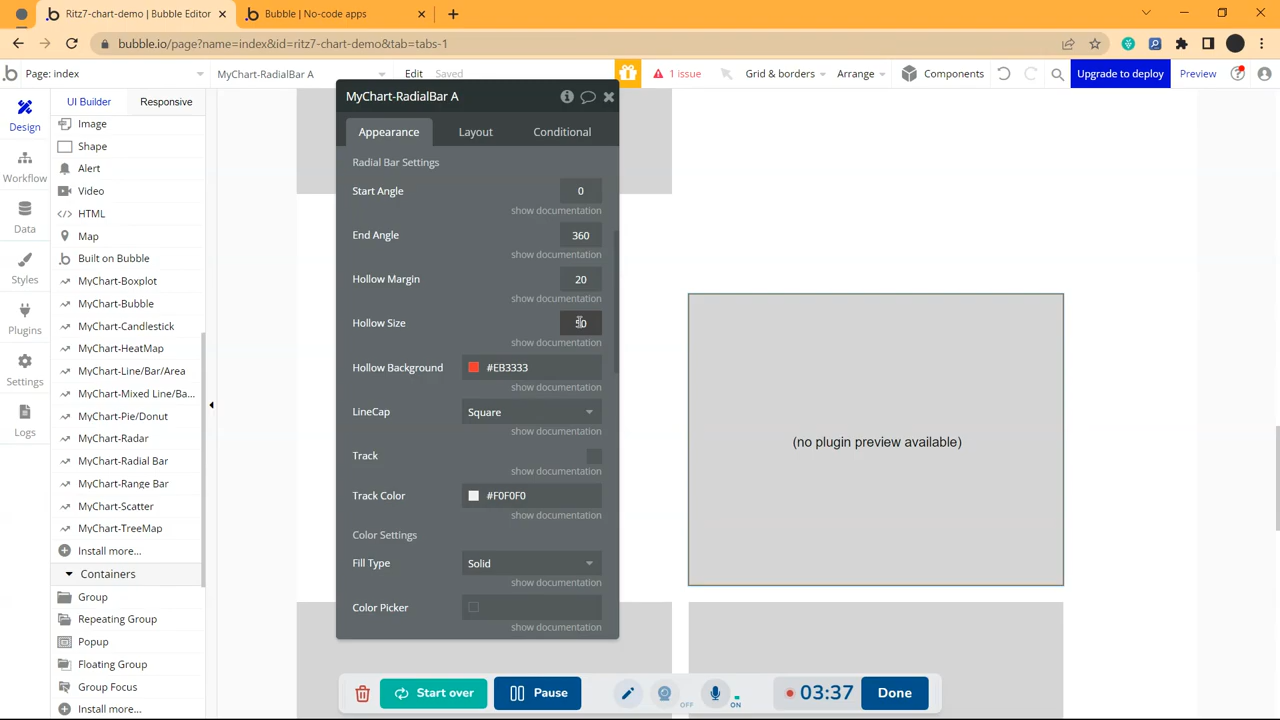 Ritz7-chart-demo | Bubble Editor
Bubble | No-code apps
bubble.io/page?name=index&id=ritz7-chart-demo&tab=tabs-1
Page: index
MyChart-RadialBar A
Edit
Saved
1 issue
Grid & borders
Arrange
Components
Upgrade to deploy
Preview
Design
Workflow
Data
Styles
Plugins
Settings
Logs
UI Builder
Responsive
Image
Shape
Alert
Video
HTML
Map
Built on Bubble
MyChart-Boxplot
MyChart-Bubble
MyChart-Candlestick
MyChart-HeatMap
MyChart-Line/Bar/Area
MyChart-Mixed Line/Ba...
MyChart-Pie/Donut
MyChart-Radar
MyChart-Radial Bar
MyChart-Range Bar
MyChart-Scatter
MyChart-TreeMap
Install more...
Containers
Group
Repeating Group
Popup
Floating Group
Group Focus
Install more...
MyChart-RadialBar A
Appearance
Layout
Conditional
Radial Bar Settings
Start Angle
0
show documentation
End Angle
360
show documentation
Hollow Margin
20
show documentation
Hollow Size
show documentation
Hollow Background
#EB3333
show documentation
LineCap
Square
show documentation
Track
show documentation
Track Color
#F0F0F0
show documentation
Color Settings
Fill Type
Solid
show documentation
Color Picker
show documentation
(no plugin preview available)
Start over
Pause
OFF
ON
03:37
Done